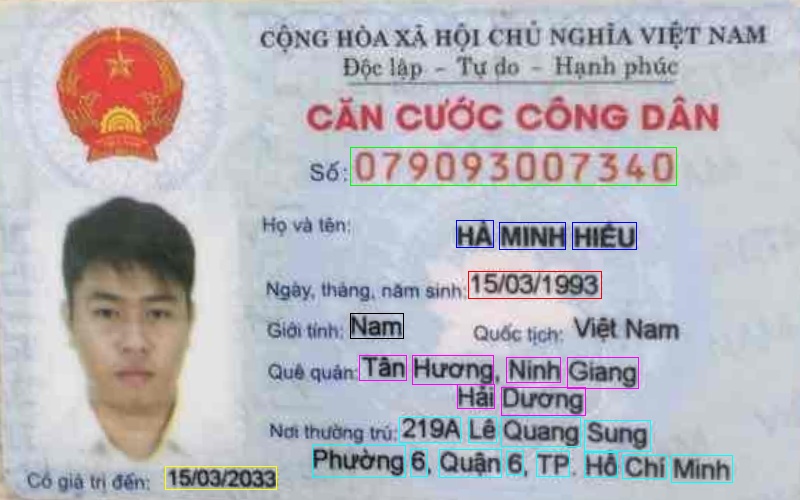 CỘNG HÒA XÃ HỘI CHỦ NGHĨA VIỆT NAM
Độc lập - Tự do - Hạnh phúc
CĂN CƯỚC CÔNG DÂN
Số: 079093007340
Họ và tên: HÀ MINH HIẾU
Ngày, tháng, năm sinh: 15/03/1993
Giới tính: Nam Quốc tịch: Việt Nam
Quê quán: Tân Hương, Ninh Giang
Hải Dương
Nơi thường trú: 219A Lê Quang Sung
Phường 6, Quận 6, TP. Hồ Chí Minh
Có giá trị đến: 15/03/2033